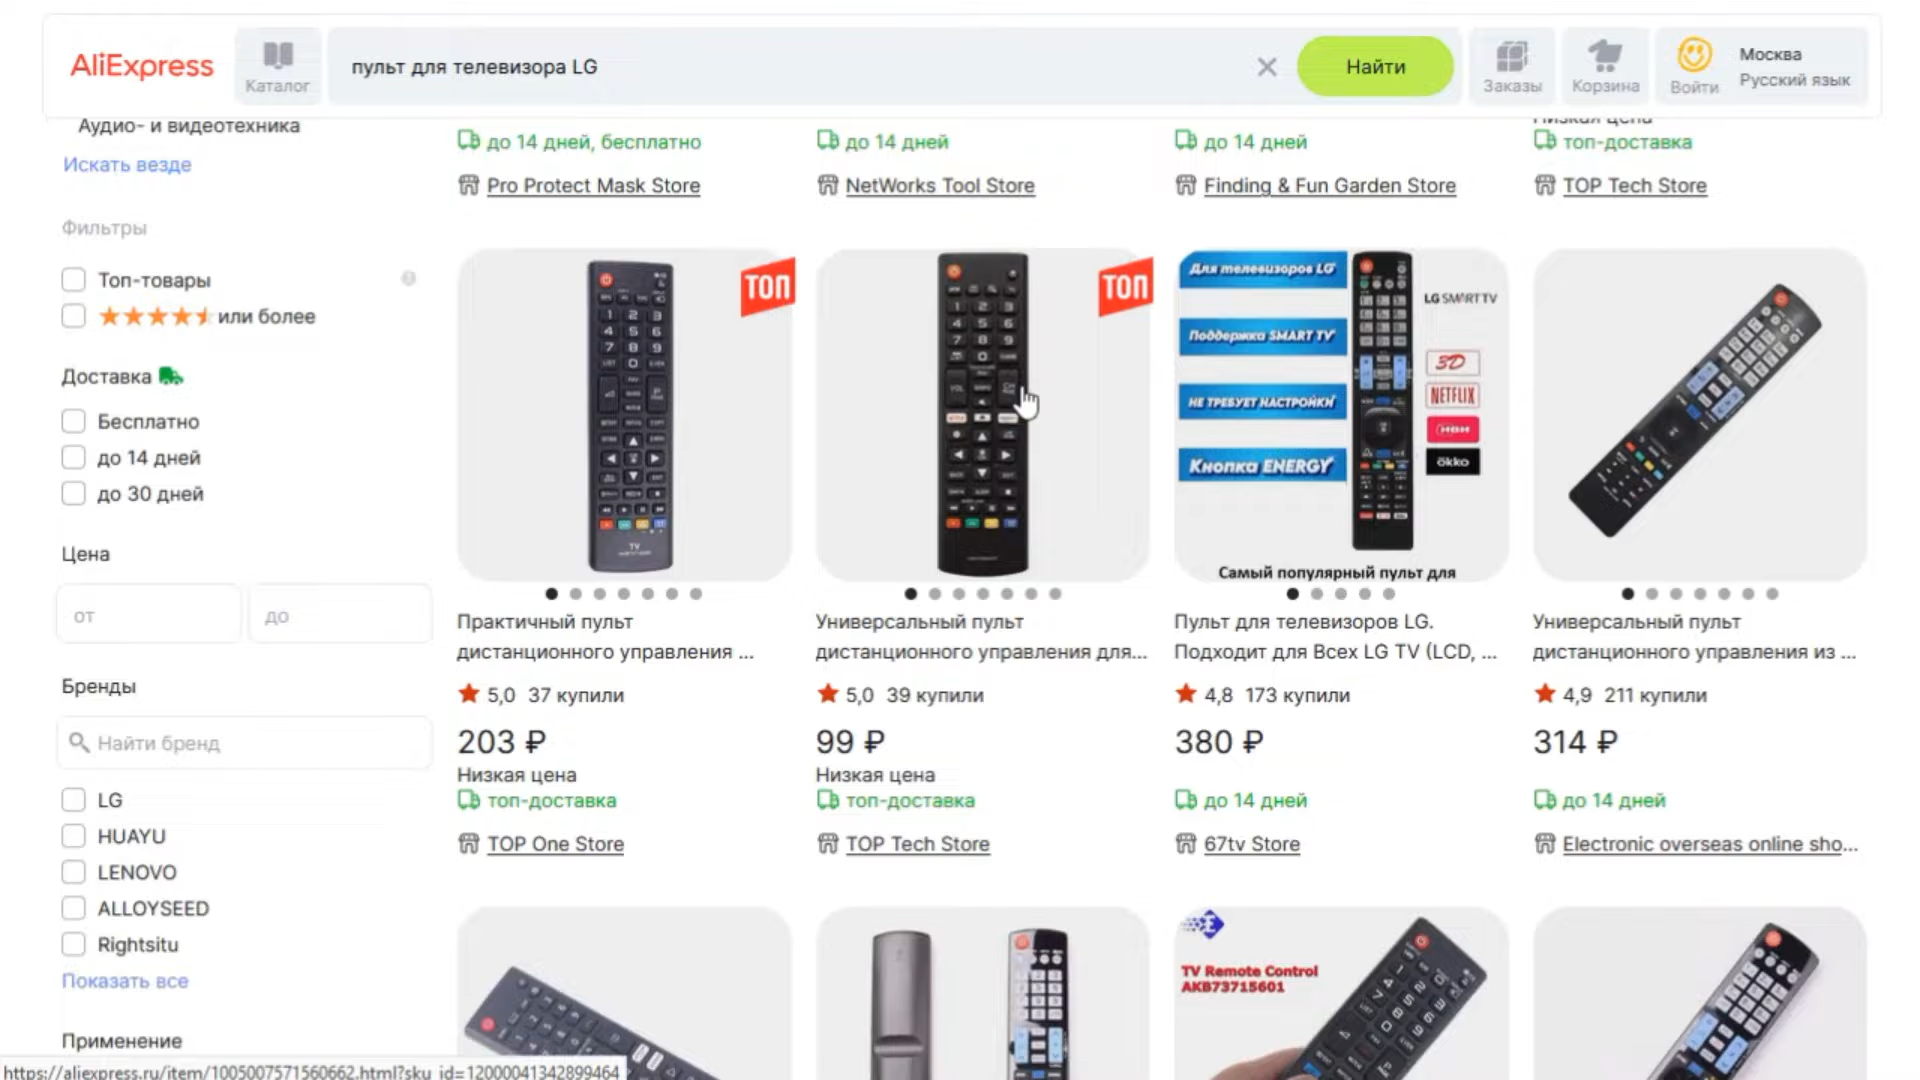 AliExpress
Каталог
пульт для телевизора LG
Найти
Заказы
Корзина
Войти
Москва
Русский язык
Аудио- и видеотехника
Искать везде
Фильтры
Топ-товары
или более
Доставка
Бесплатно
до 14 дней
до 30 дней
Цена
от
до
Бренды
Найти бренд
LG
HUAYU
LENOVO
ALLOYSEED
Rightsitu
Показать все
Применение
до 14 дней, бесплатно
Pro Protect Mask Store
до 14 дней
NetWorks Tool Store
до 14 дней
Finding & Fun Garden Store
Низкая цена
топ-доставка
TOP Tech Store
ТОП
Практичный пульт
дистанционного управления ...
5,0 37 купили
203 ₽
Низкая цена
топ-доставка
TOP One Store
ТОП
Универсальный пульт
дистанционного управления для...
5,0 39 купили
99 ₽
Низкая цена
топ-доставка
TOP Tech Store
Для телевизоров LG
Поддержка SMART TV
НЕ ТРЕБУЕТ НАСТРОЙКИ
Кнопка ENERGY
LG SMART TV
3D
NETFLIX
okko
Самый популярный пульт для
Пульт для телевизоров LG.
Подходит для Всех LG TV (LCD, ...
4,8 173 купили
380 ₽
до 14 дней
67tv Store
Универсальный пульт
дистанционного управления из ...
4,9 211 купили
314 ₽
до 14 дней
Electronic overseas online sho...
TV Remote Control
AKB73715601
https://aliexpress.ru/item/1005007571560662.html?sku_id=12000041342899464